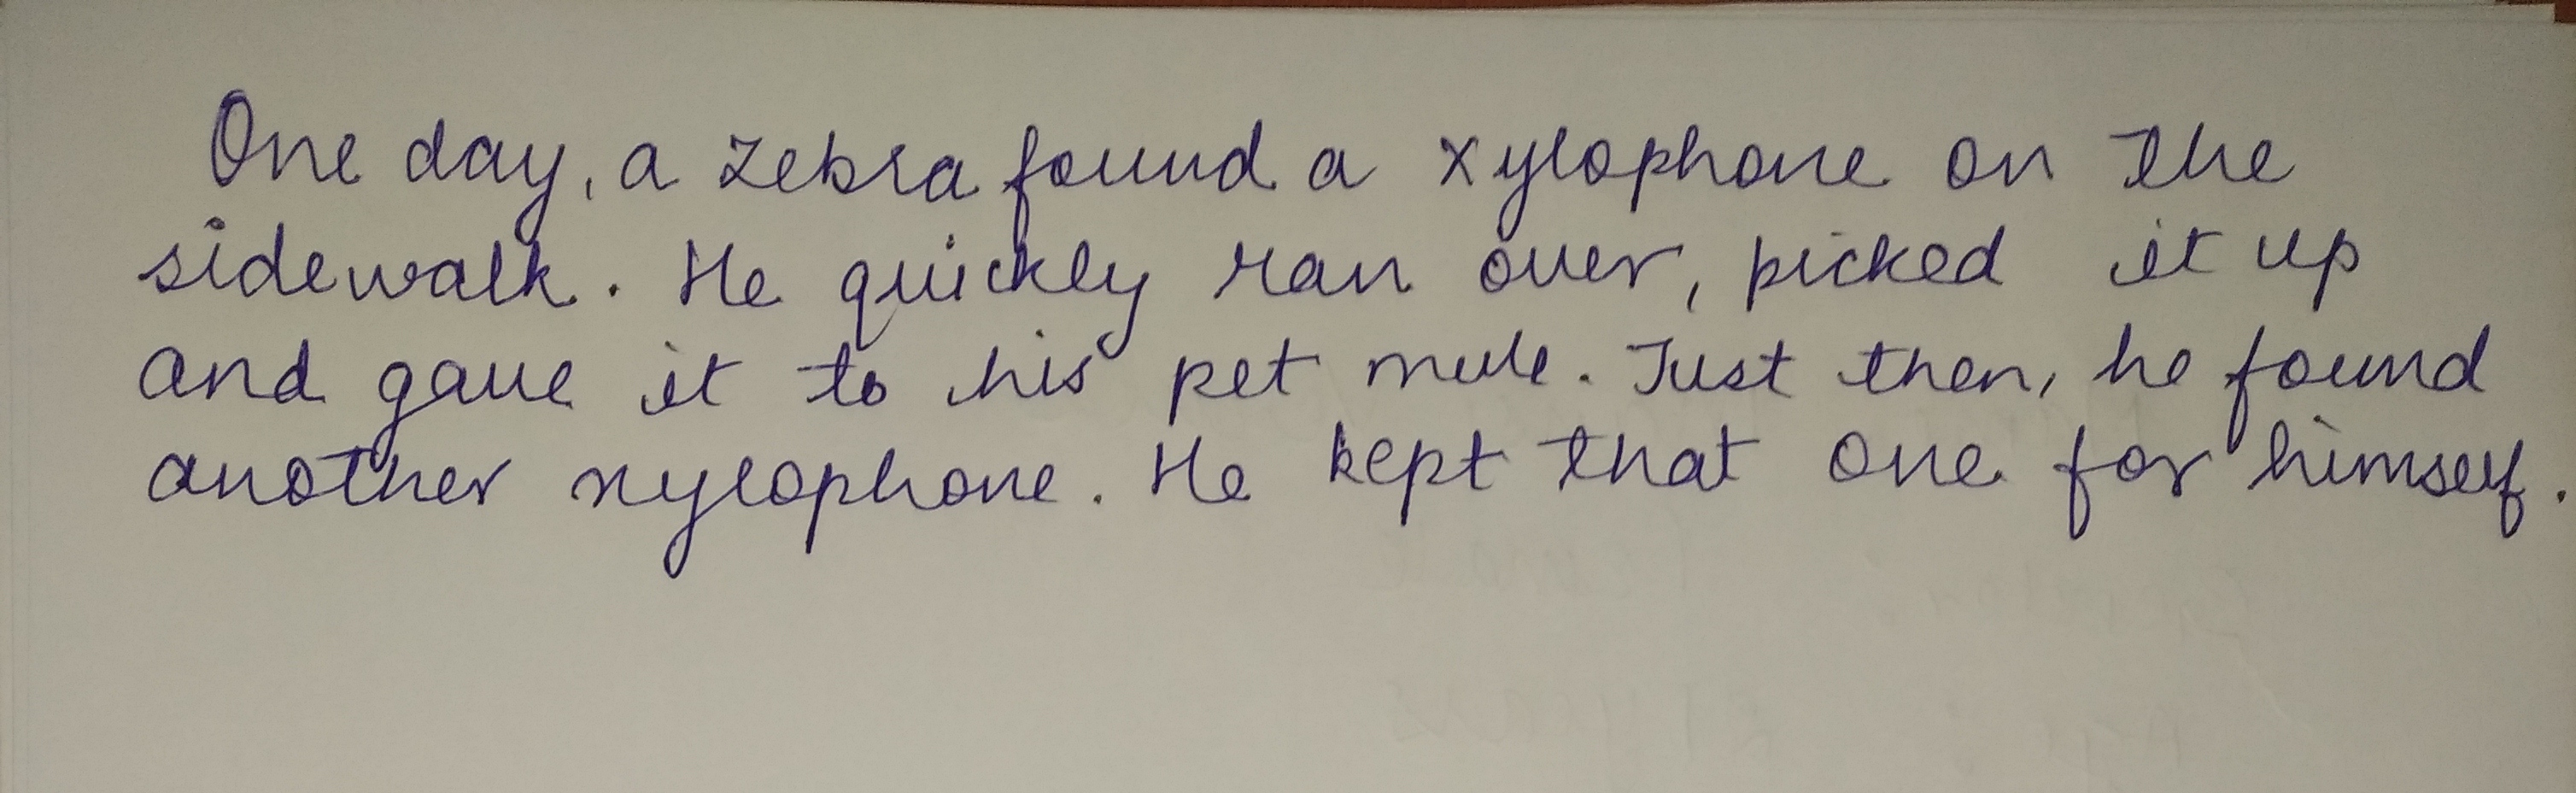 One day, a zebra found a xylophone on the
sidewalk. He quickly ran over, picked it up
and gave it to his pet mule. Just then, he found
another xylophone. He kept that one for himself.